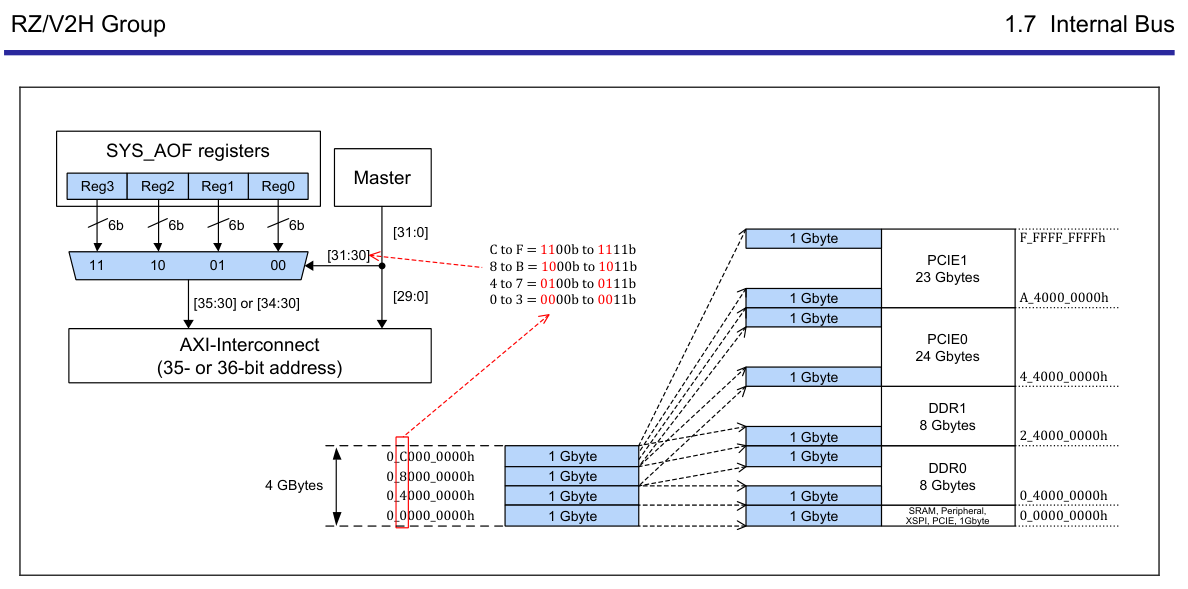 RZ/V2H Group
1.7 Internal Bus
SYS_AOF registers
Reg3 Reg2 Reg1 Reg0
6b 6b 6b 6b
11 10 01 00
Master
[31:0]
[31:30]
[29:0]
[35:30] or [34:30]
AXI-Interconnect
(35- or 36-bit address)
C to F = 1100b to 1111b
8 to B = 1000b to 1011b
4 to 7 = 0100b to 0111b
0 to 3 = 0000b to 0011b
4 GBytes
0_C000_0000h
0_8000_0000h
0_4000_0000h
0_0000_0000h
1 Gbyte
1 Gbyte
1 Gbyte
1 Gbyte
1 Gbyte
1 Gbyte
1 Gbyte
1 Gbyte
1 Gbyte
1 Gbyte
1 Gbyte
1 Gbyte
PCIE1
23 Gbytes
PCIE0
24 Gbytes
DDR1
8 Gbytes
DDR0
8 Gbytes
SRAM, Peripheral,
XSPI, PCIE, 1Gbyte
F_FFFF_FFFFh
A_4000_0000h
4_4000_0000h
2_4000_0000h
0_4000_0000h
0_0000_0000h